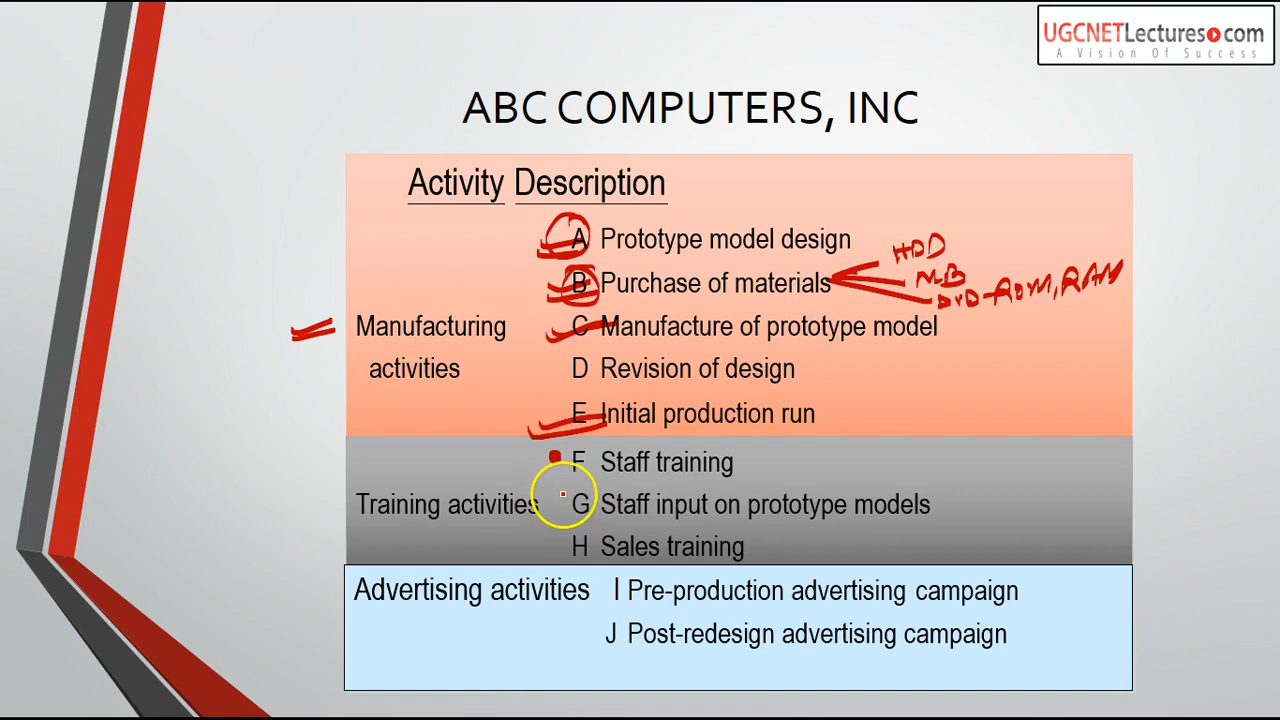 UGCNETLectures.com
A Vision Of Success
ABC COMPUTERS, INC
Activity Description
A Prototype model design
HDD
B Purchase of materials
MB
DVD-ROM, RAM
Manufacturing C Manufacture of prototype model
activities D Revision of design
E Initial production run
F Staff training
Training activities G Staff input on prototype models
H Sales training
Advertising activities I Pre-production advertising campaign
J Post-redesign advertising campaign